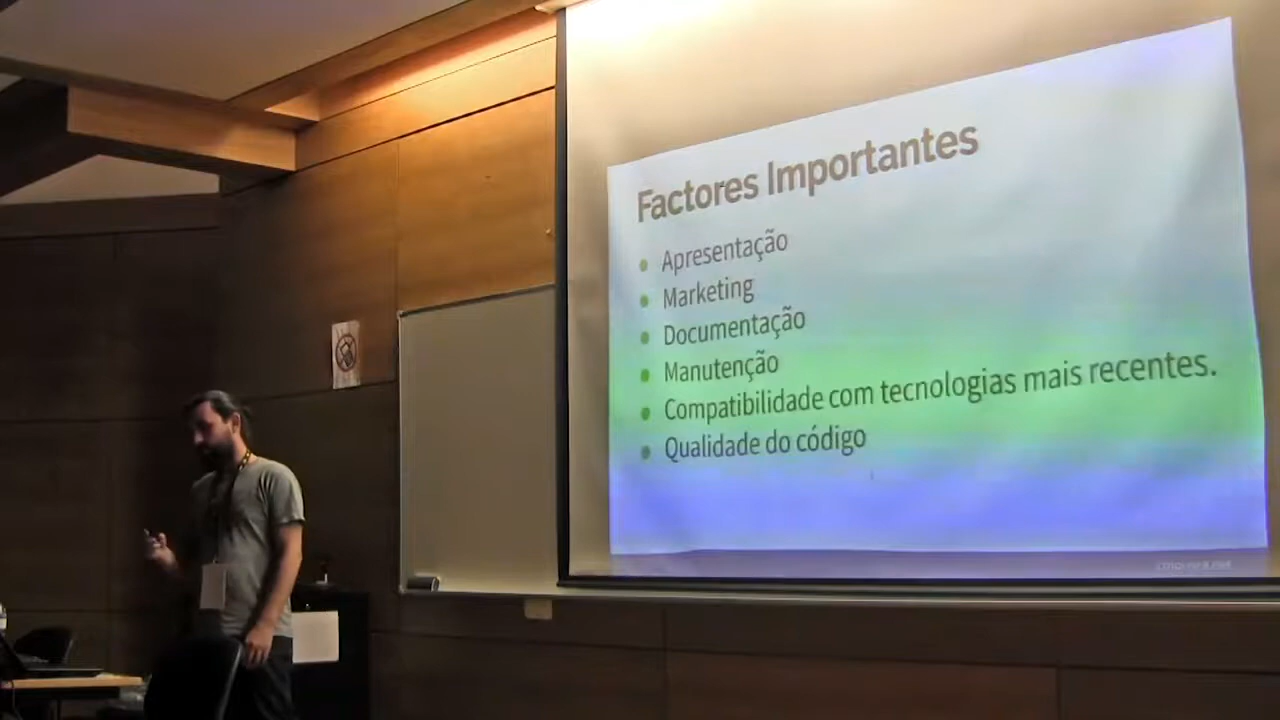 Factores Importantes
Apresentação
Marketing
Documentação
Manutenção
Compatibilidade com tecnologias mais recentes.
Qualidade do código